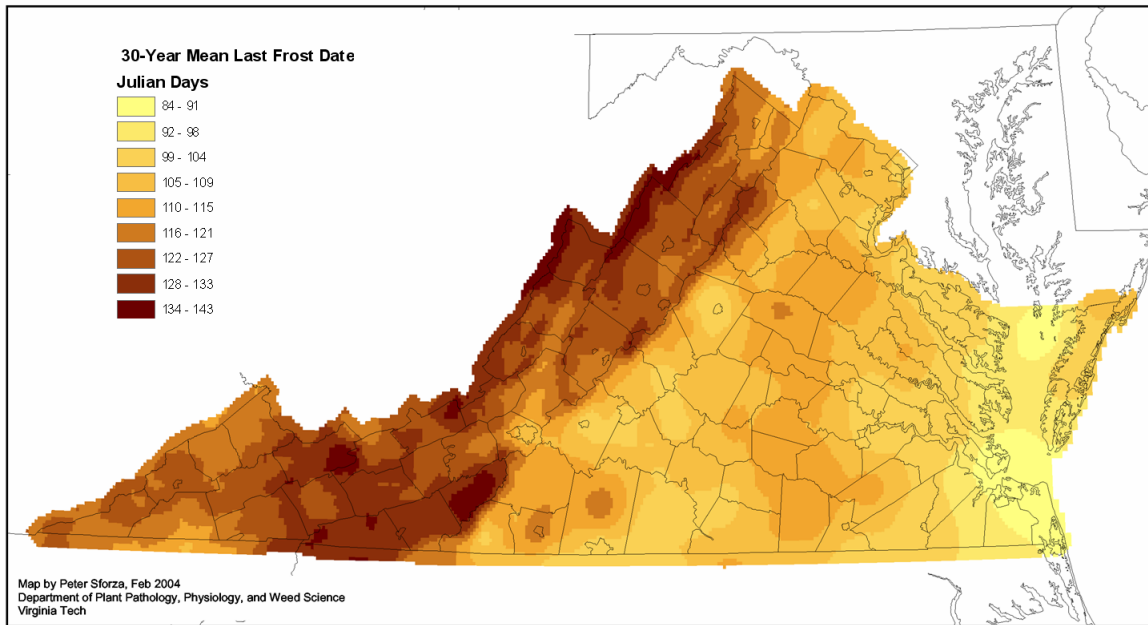 30-Year Mean Last Frost Date
Julian Days
84 - 91
92 - 98
99 - 104
105 - 109
110 - 115
116 - 121
122 - 127
128 - 133
134 - 143
Map by Peter Sforza, Feb 2004
Department of Plant Pathology, Physiology, and Weed Science
Virginia Tech